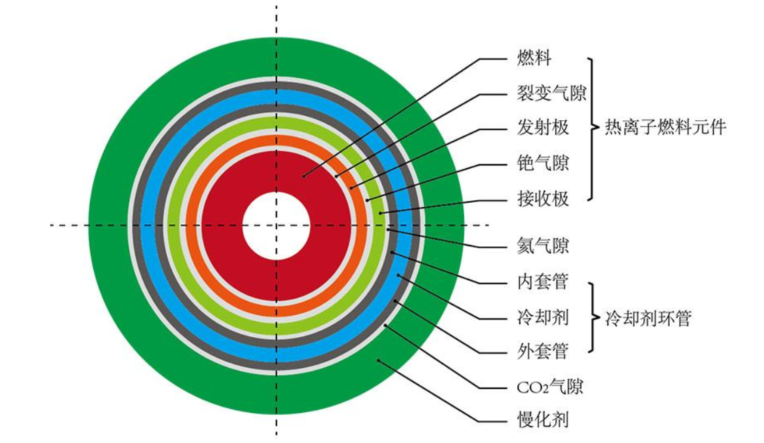 燃料
裂变气隙
发射极
热离子燃料元件
铯气隙
接收极
氦气隙
内套管
冷却剂
冷却剂环管
外套管
CO₂气隙
慢化剂